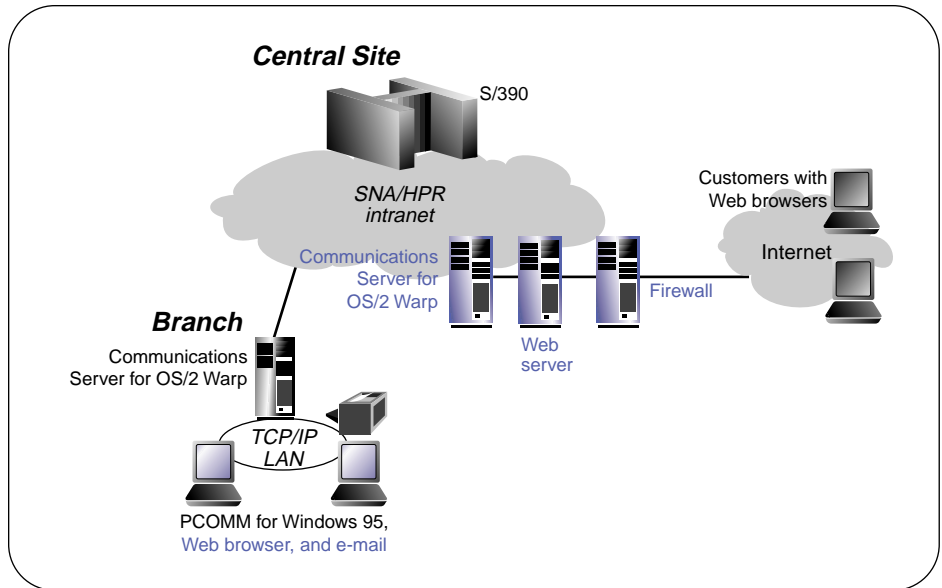 Central Site
S/390
SNA/HPR
intranet
Customers with
Web browsers
Internet
Communications
Server for
OS/2 Warp
Firewall
Web
server
Branch
Communications
Server for OS/2 Warp
TCP/IP
LAN
PCOMM for Windows 95,
Web browser, and e-mail